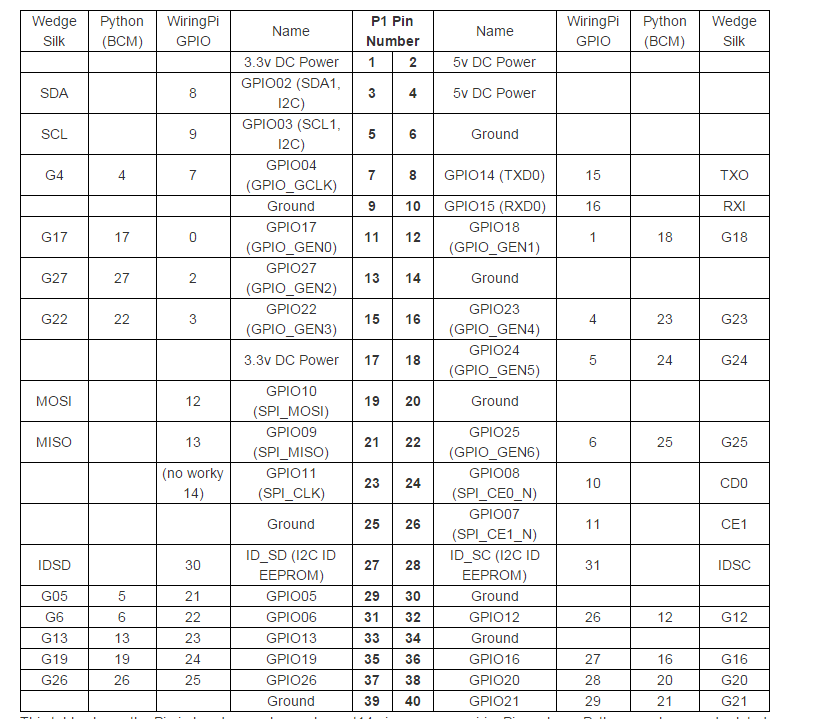 Wedge Silk Python (BCM) WiringPi GPIO Name P1 Pin Number Name WiringPi GPIO Python (BCM) Wedge Silk
3.3v DC Power 1 2 5v DC Power
SDA 8 GPIO02 (SDA1, I2C) 3 4 5v DC Power
SCL 9 GPIO03 (SCL1, I2C) 5 6 Ground
G4 4 7 GPIO04 (GPIO_GCLK) 7 8 GPIO14 (TXD0) 15 TXO
Ground 9 10 GPIO15 (RXD0) 16 RXI
G17 17 0 GPIO17 (GPIO_GEN0) 11 12 GPIO18 (GPIO_GEN1) 1 18 G18
G27 27 2 GPIO27 (GPIO_GEN2) 13 14 Ground
G22 22 3 GPIO22 (GPIO_GEN3) 15 16 GPIO23 (GPIO_GEN4) 4 23 G23
3.3v DC Power 17 18 GPIO24 (GPIO_GEN5) 5 24 G24
MOSI 12 GPIO10 (SPI_MOSI) 19 20 Ground
MISO 13 GPIO09 (SPI_MISO) 21 22 GPIO25 (GPIO_GEN6) 6 25 G25
(no worky 14) GPIO11 (SPI_CLK) 23 24 GPIO08 (SPI_CE0_N) 10 CD0
Ground 25 26 GPIO07 (SPI_CE1_N) 11 CE1
IDSD 30 ID_SD (I2C ID EEPROM) 27 28 ID_SC (I2C ID EEPROM) 31 IDSC
G05 5 21 GPIO05 29 30 Ground
G6 6 22 GPIO06 31 32 GPIO12 26 12 G12
G13 13 23 GPIO13 33 34 Ground
G19 19 24 GPIO19 35 36 GPIO16 27 16 G16
G26 26 25 GPIO26 37 38 GPIO20 28 20 G20
Ground 39 40 GPIO21 29 21 G21